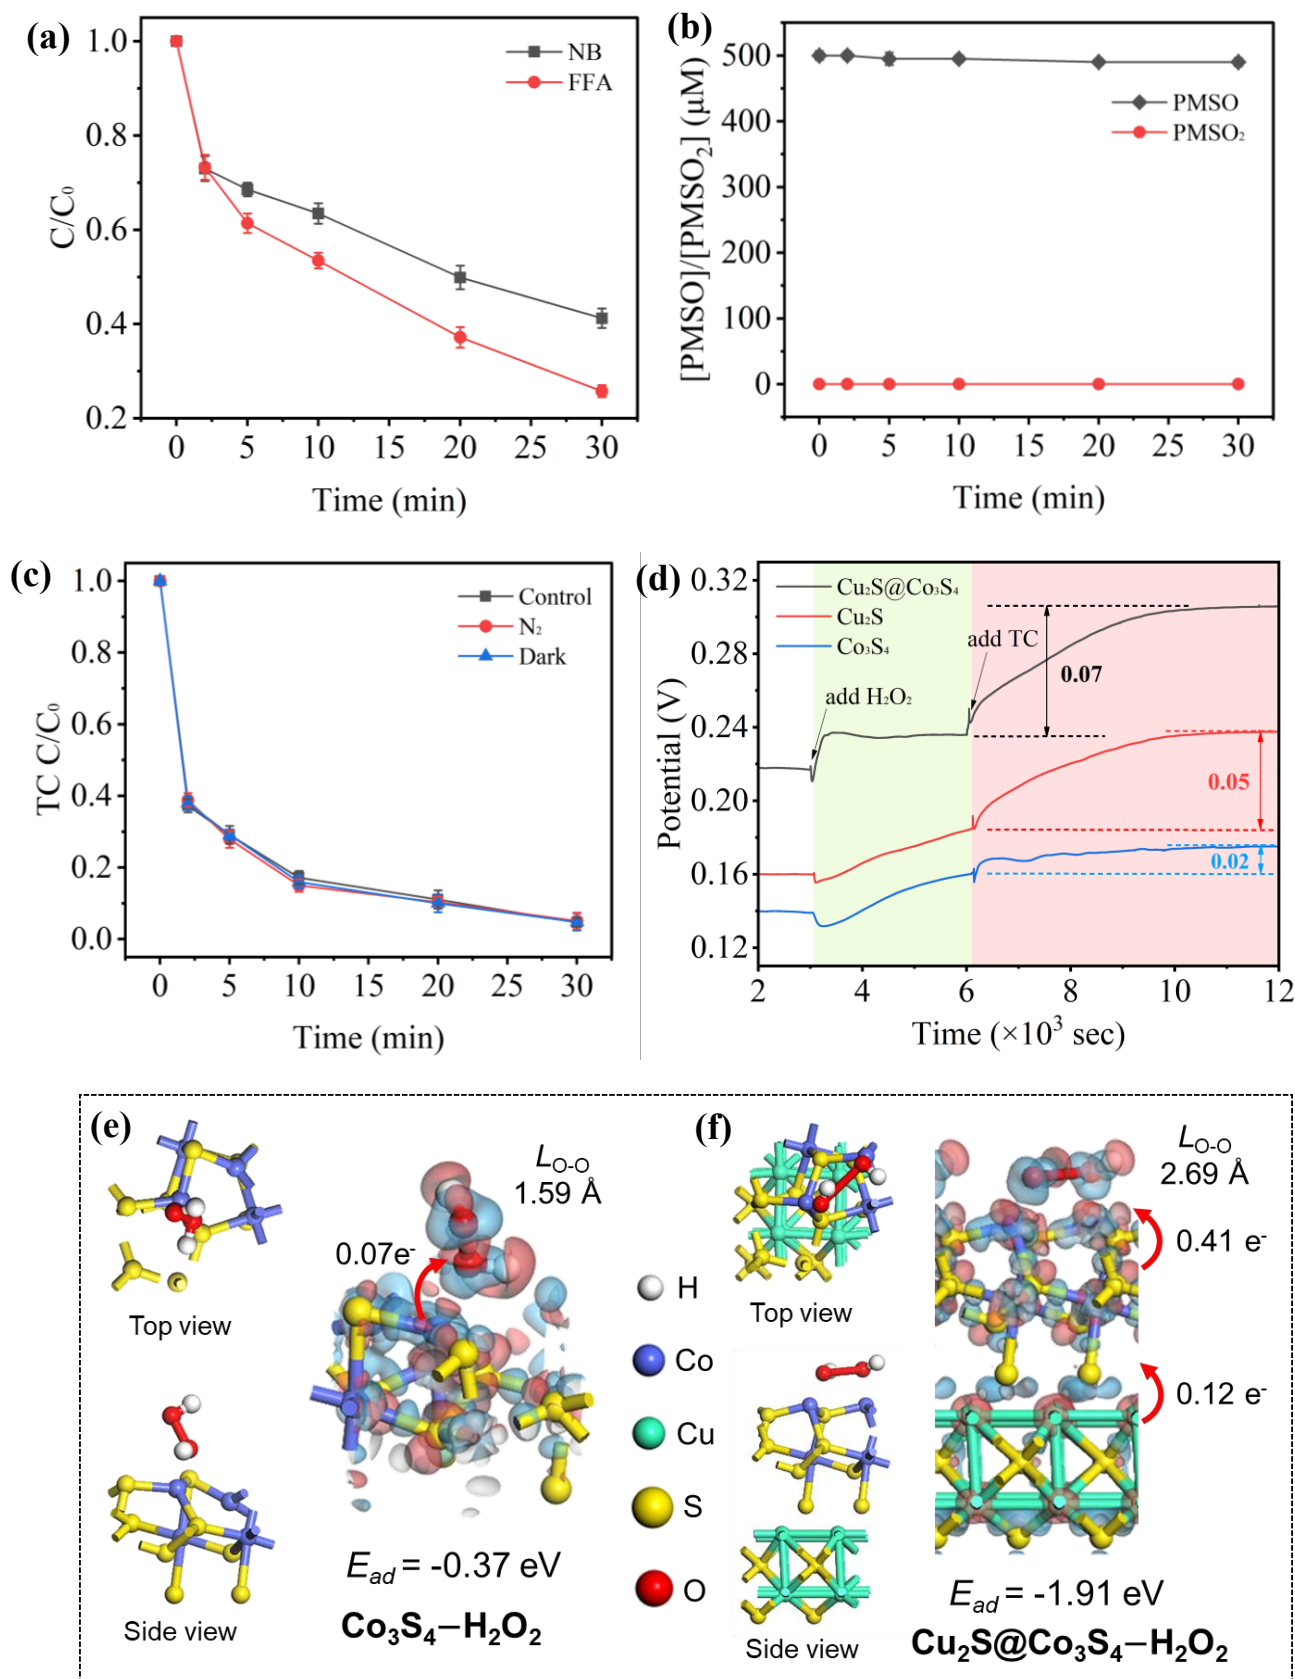 (a)
1.0
0.8
0.6
0.4
0.2
C/C₀
NB
FFA
0 5 10 15 20 25 30
Time (min)
(b)
500
400
300
200
100
0
[PMSO]/[PMSO₂] (μM)
PMSO
PMSO₂
0 5 10 15 20 25 30
Time (min)
(c)
1.0
0.8
0.6
0.4
0.2
0.0
TC C/C₀
Control
N₂
Dark
0 5 10 15 20 25 30
Time (min)
(d)
0.32
0.28
0.24
0.20
0.16
0.12
Potential (V)
Cu₂S@Co₃S₄
Cu₂S
Co₃S₄
add TC
add H₂O₂
0.07
0.05
0.02
2 4 6 8 10 12
Time (×10³ sec)
(e)
L O-O
1.59 Å
0.07e⁻
Top view
Side view
E ad = -0.37 eV
Co₃S₄–H₂O₂
H
Co
Cu
S
O
(f)
L O-O
2.69 Å
0.41 e⁻
0.12 e⁻
Top view
Side view
E ad = -1.91 eV
Cu₂S@Co₃S₄–H₂O₂